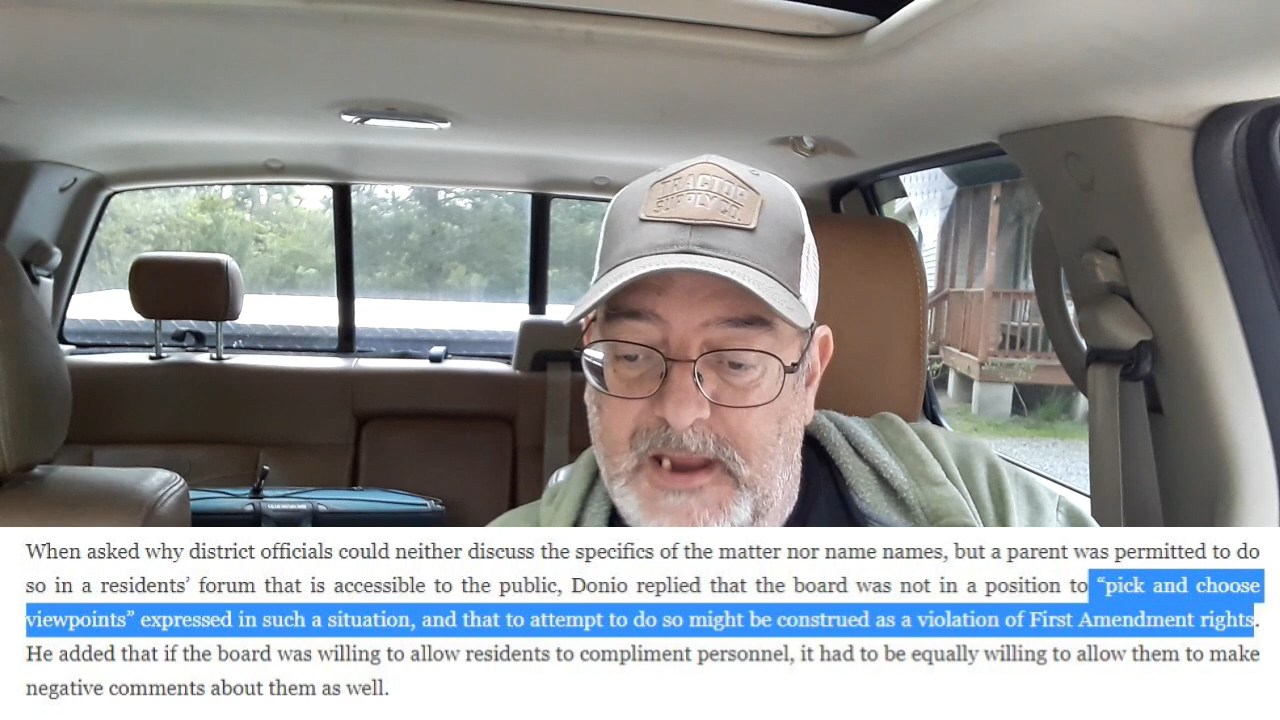 TRACTOR
SUPPLY CO.
When asked why district officials could neither discuss the specifics of the matter nor name names, but a parent was permitted to do
so in a residents’ forum that is accessible to the public, Donio replied that the board was not in a position to “pick and choose
viewpoints” expressed in such a situation, and that to attempt to do so might be construed as a violation of First Amendment rights.
He added that if the board was willing to allow residents to compliment personnel, it had to be equally willing to allow them to make
negative comments about them as well.